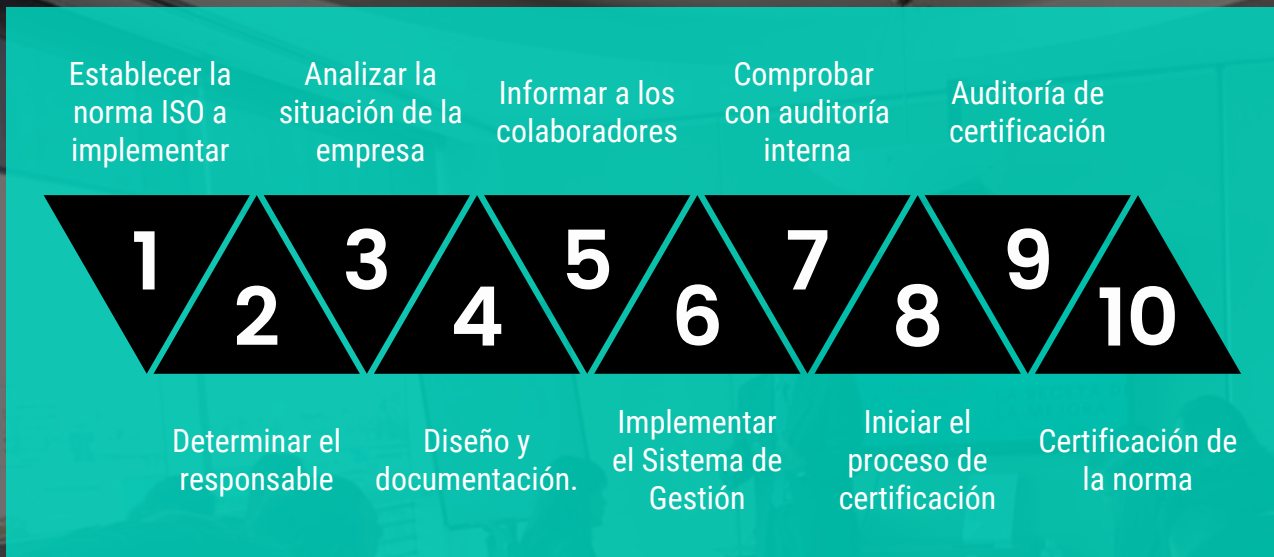 Establecer la
norma ISO a
implementar
Analizar la
situación de la
empresa
Informar a los
colaboradores
Comprobar
con auditoría
interna
Auditoría de
certificación
1
2
3
4
5
6
7
8
9
10
Determinar el
responsable
Diseño y
documentación.
Implementar
el Sistema de
Gestión
Iniciar el
proceso de
certificación
Certificación de
la norma